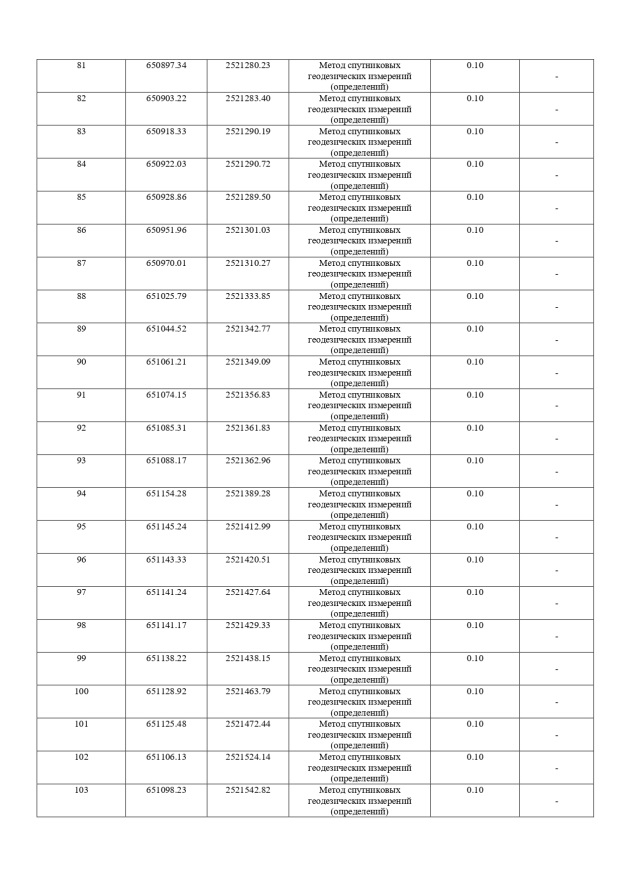 81 650897.34 2521280.23 Метод спутниковых 0.10
геодезических измерений
(определений) -
82 650903.22 2521283.40 Метод спутниковых 0.10
геодезических измерений
(определений) -
83 650918.33 2521290.19 Метод спутниковых 0.10
геодезических измерений
(определений) -
84 650922.03 2521290.72 Метод спутниковых 0.10
геодезических измерений
(определений) -
85 650928.86 2521289.50 Метод спутниковых 0.10
геодезических измерений
(определений) -
86 650951.96 2521301.03 Метод спутниковых 0.10
геодезических измерений
(определений) -
87 650970.01 2521310.27 Метод спутниковых 0.10
геодезических измерений
(определений) -
88 651025.79 2521333.85 Метод спутниковых 0.10
геодезических измерений
(определений) -
89 651044.52 2521342.77 Метод спутниковых 0.10
геодезических измерений
(определений) -
90 651061.21 2521349.09 Метод спутниковых 0.10
геодезических измерений
(определений) -
91 651074.15 2521356.83 Метод спутниковых 0.10
геодезических измерений
(определений) -
92 651085.31 2521361.83 Метод спутниковых 0.10
геодезических измерений
(определений) -
93 651088.17 2521362.96 Метод спутниковых 0.10
геодезических измерений
(определений) -
94 651154.28 2521389.28 Метод спутниковых 0.10
геодезических измерений
(определений) -
95 651145.24 2521412.99 Метод спутниковых 0.10
геодезических измерений
(определений) -
96 651143.33 2521420.51 Метод спутниковых 0.10
геодезических измерений
(определений) -
97 651141.24 2521427.64 Метод спутниковых 0.10
геодезических измерений
(определений) -
98 651141.17 2521429.33 Метод спутниковых 0.10
геодезических измерений
(определений) -
99 651138.22 2521438.15 Метод спутниковых 0.10
геодезических измерений
(определений) -
100 651128.92 2521463.79 Метод спутниковых 0.10
геодезических измерений
(определений) -
101 651125.48 2521472.44 Метод спутниковых 0.10
геодезических измерений
(определений) -
102 651106.13 2521524.14 Метод спутниковых 0.10
геодезических измерений
(определений) -
103 651098.23 2521542.82 Метод спутниковых 0.10
геодезических измерений
(определений) -